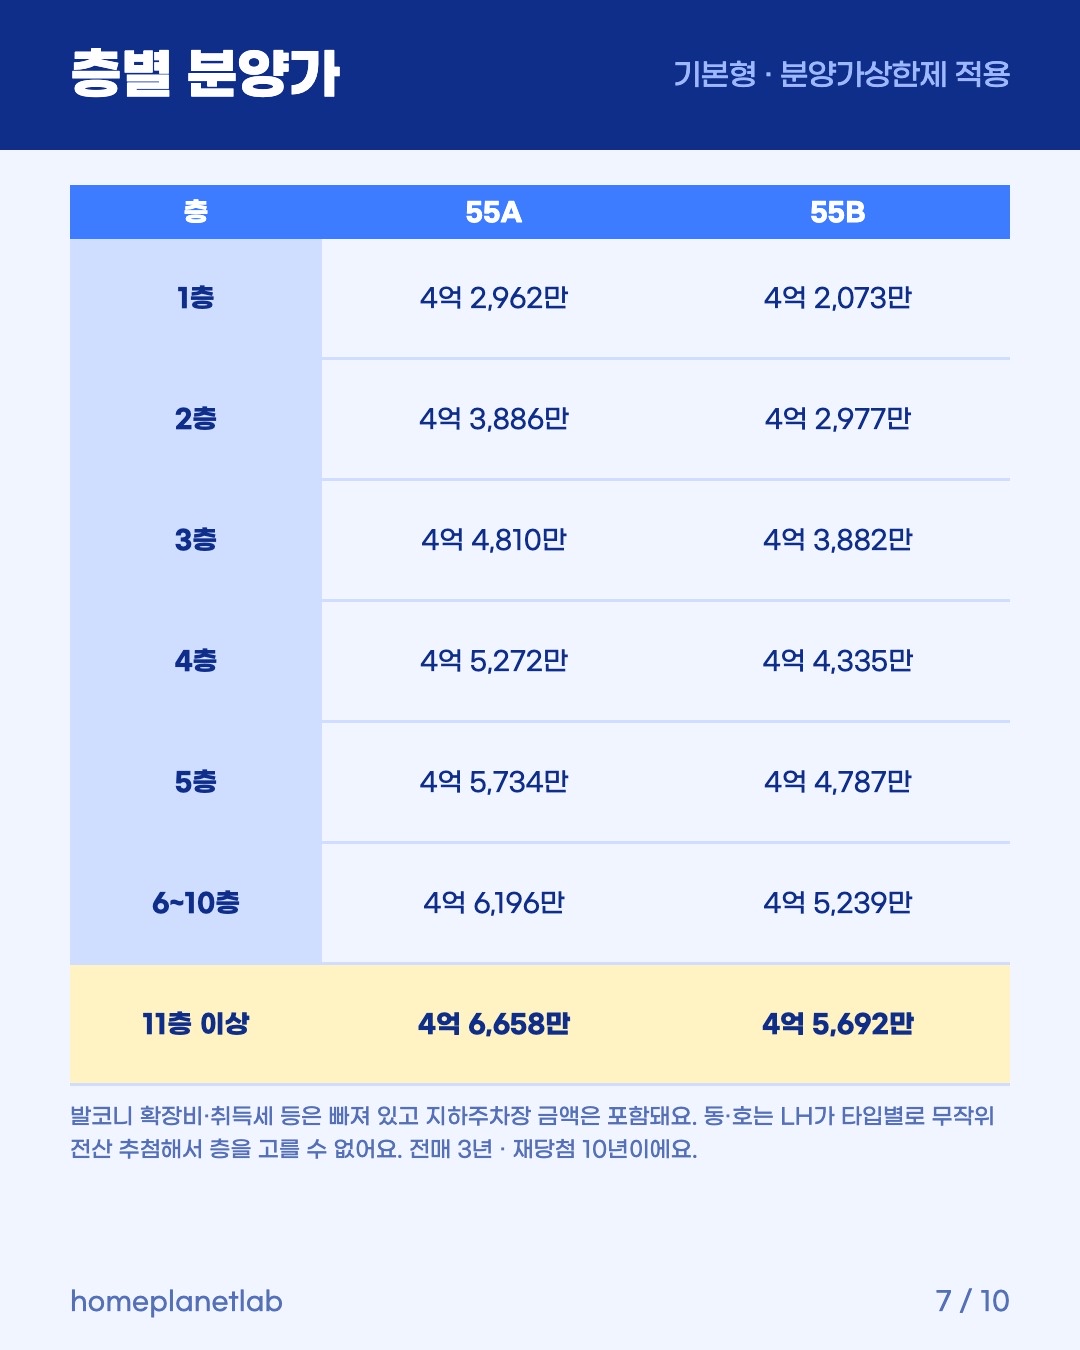 층별 분양가
기본형 · 분양가상한제 적용
층 55A 55B
1층 4억 2,962만 4억 2,073만
2층 4억 3,886만 4억 2,977만
3층 4억 4,810만 4억 3,882만
4층 4억 5,272만 4억 4,335만
5층 4억 5,734만 4억 4,787만
6~10층 4억 6,196만 4억 5,239만
11층 이상 4억 6,658만 4억 5,692만
발코니 확장비·취득세 등은 빠져 있고 지하주차장 금액은 포함돼요. 동·호는 LH가 타입별로 무작위
전산 추첨해서 층을 고를 수 없어요. 전매 3년 · 재당첨 10년이에요.
homeplanetlab
7 / 10